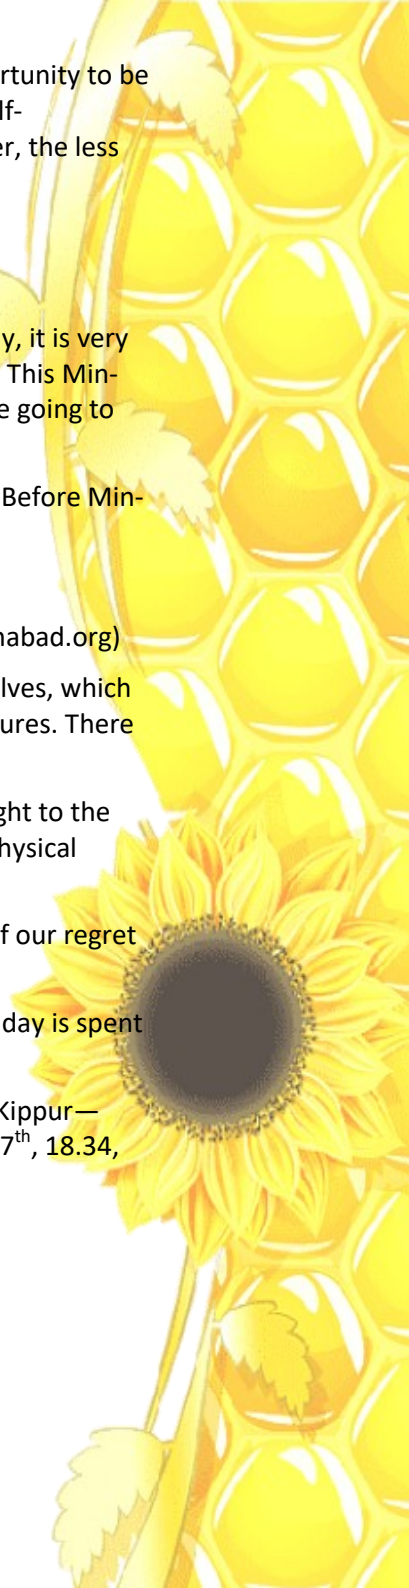 rtunity to be
lf-
er, the less
y, it is very
This Min-
e going to
Before Min-
habad.org)
lves, which
ures. There
ght to the
hysical
f our regret
day is spent
Kippur—
7th, 18.34,